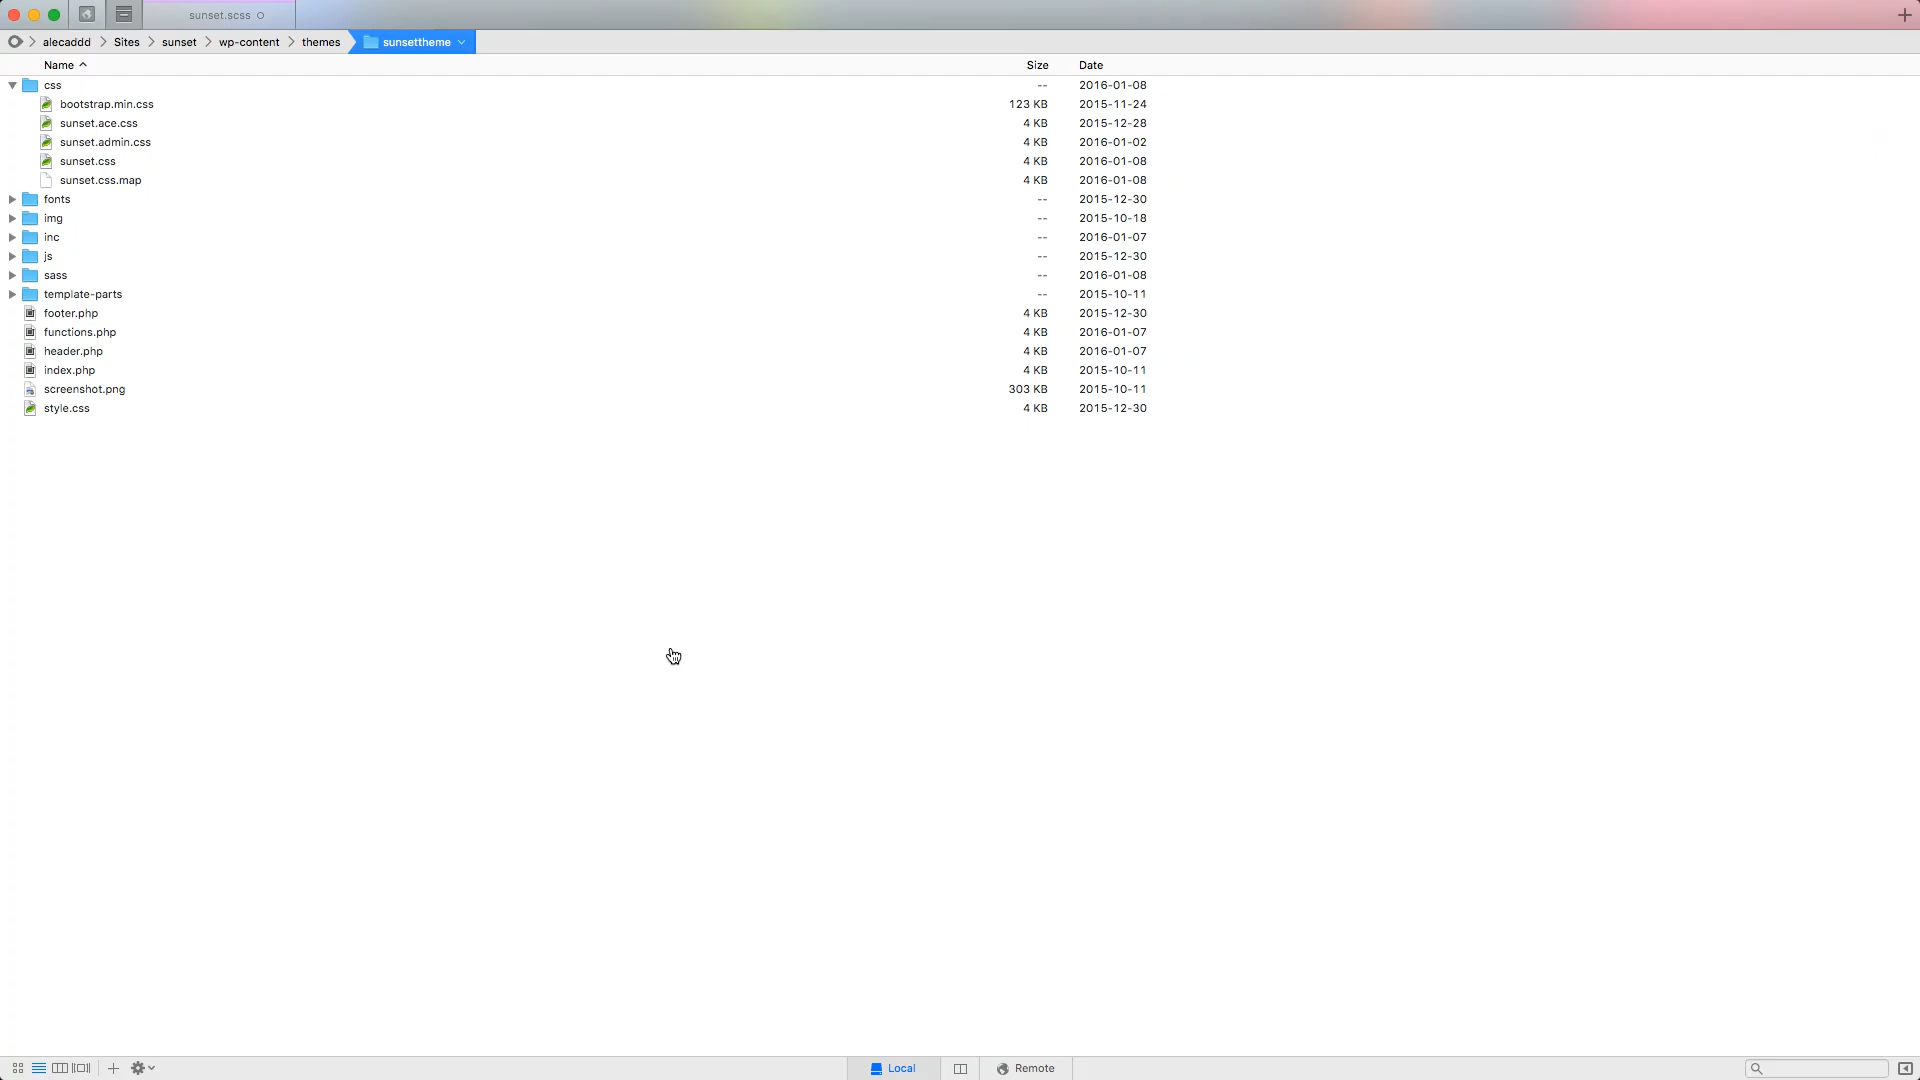 sunset.scss
alecaddd Sites sunset wp-content themes sunsettheme
Name Size Date
css -- 2016-01-08
bootstrap.min.css 123 KB 2015-11-24
sunset.ace.css 4 KB 2015-12-28
sunset.admin.css 4 KB 2016-01-02
sunset.css 4 KB 2016-01-08
sunset.css.map 4 KB 2016-01-08
fonts -- 2015-12-30
img -- 2015-10-18
inc -- 2016-01-07
js -- 2015-12-30
sass -- 2016-01-08
template-parts -- 2015-10-11
footer.php 4 KB 2015-12-30
functions.php 4 KB 2016-01-07
header.php 4 KB 2016-01-07
index.php 4 KB 2015-10-11
screenshot.png 303 KB 2015-10-11
style.css 4 KB 2015-12-30
Local Remote